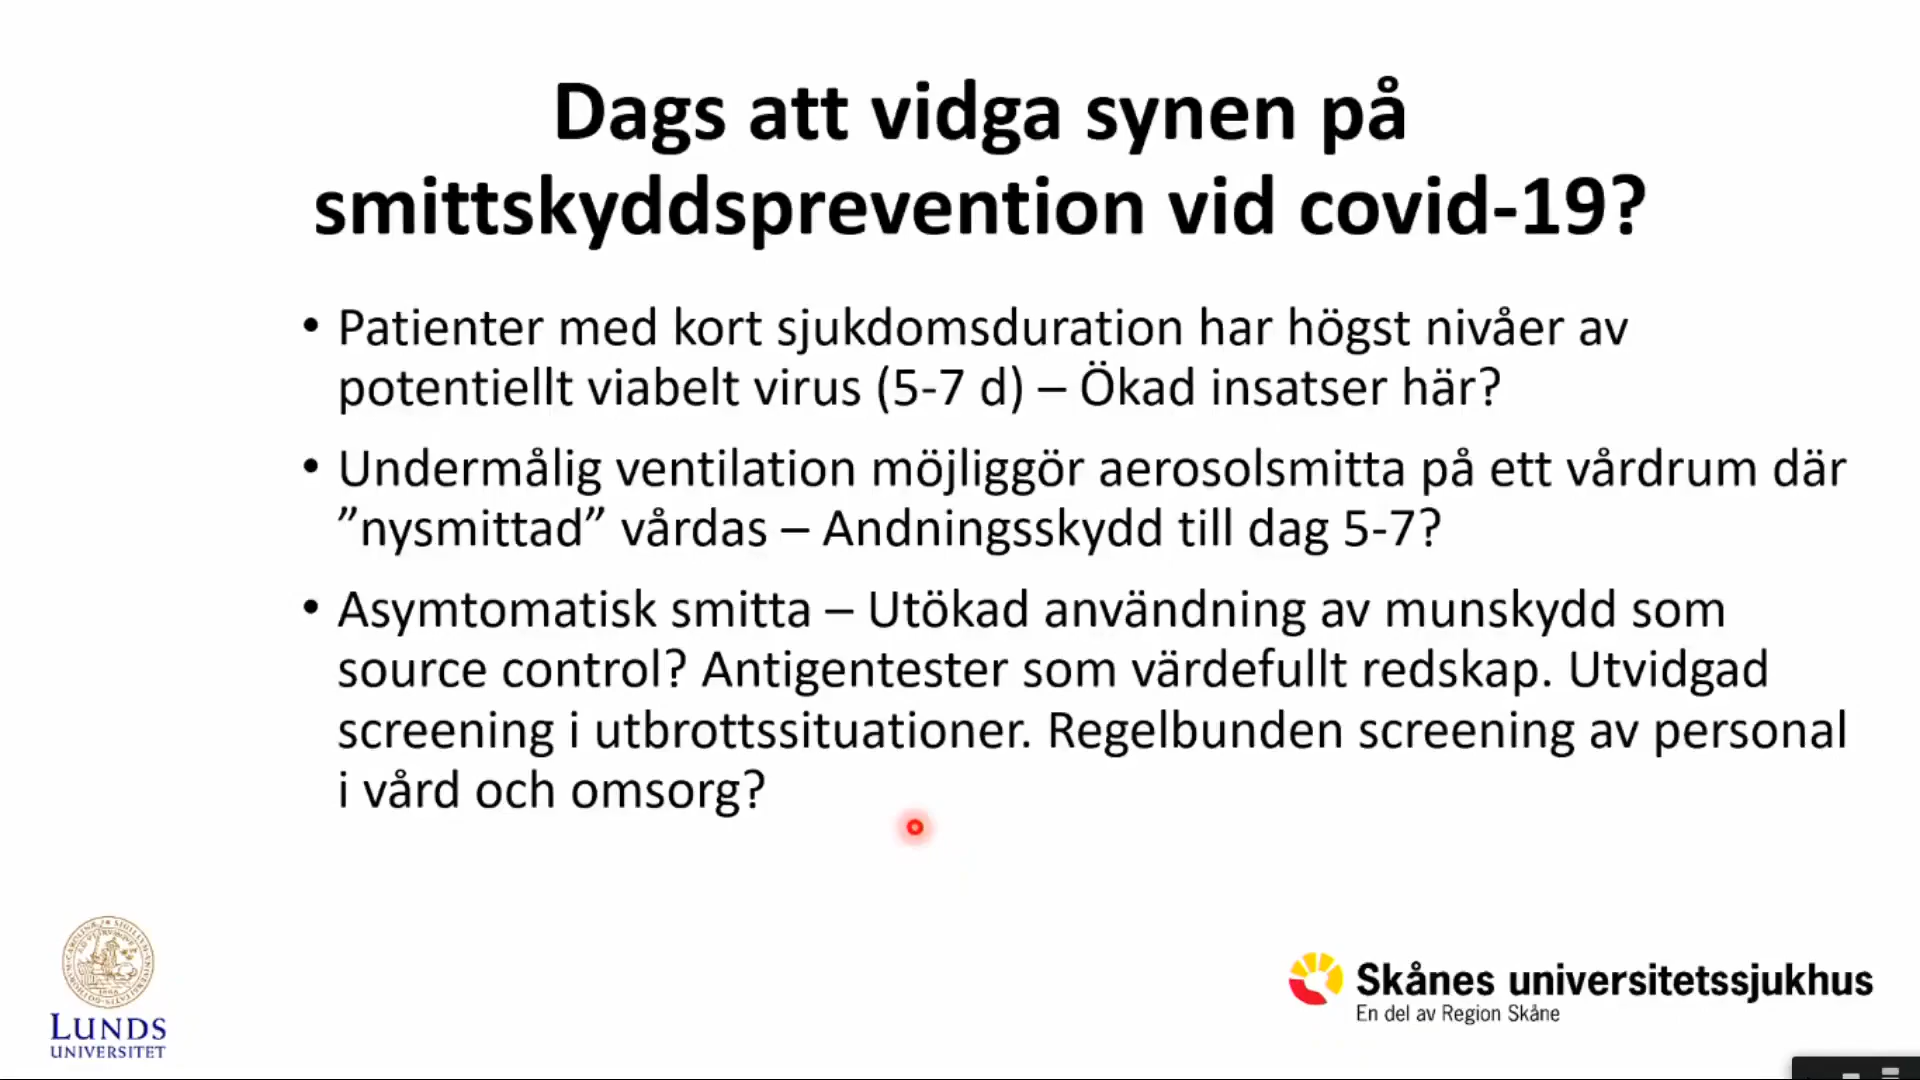 Dags att vidga synen på
smittskyddsprevention vid covid-19?
• Patienter med kort sjukdomsduration har högst nivåer av
potentiellt viabelt virus (5-7 d) – Ökad insatser här?
• Undermålig ventilation möjliggör aerosolsmitta på ett vårdrum där
”nysmittad” vårdas – Andningsskydd till dag 5-7?
• Asymtomatisk smitta – Utökad användning av munskydd som
source control? Antigentester som värdefullt redskap. Utvidgad
screening i utbrottssituationer. Regelbunden screening av personal
i vård och omsorg?
LUNDS
UNIVERSITET
Skånes universitetssjukhus
En del av Region Skåne